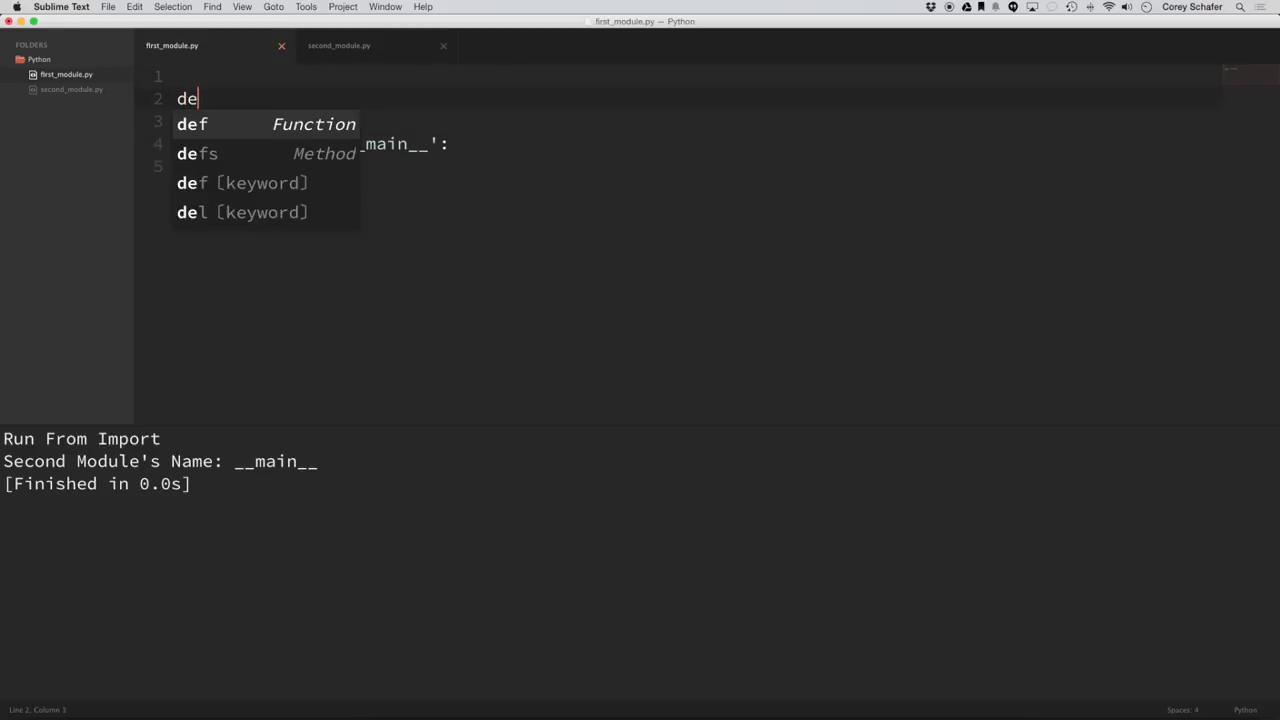 Sublime Text File Edit Selection Find View Goto Tools Project Window Help Corey Schafer
first_module.py — Python
FOLDERS
Python
first_module.py
second_module.py
first_module.py second_module.py
1
2 de
3
4 _main__':
5
def Function
defs Method
def [keyword]
del [keyword]
Run From Import
Second Module's Name: __main__
[Finished in 0.0s]
Line 2, Column 3 Spaces: 4 Python